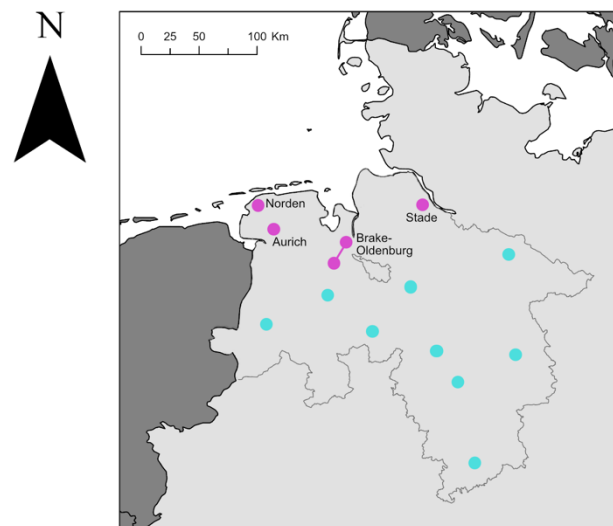 N
0 25 50 100 Km
Norden
Aurich
Stade
Brake-
Oldenburg